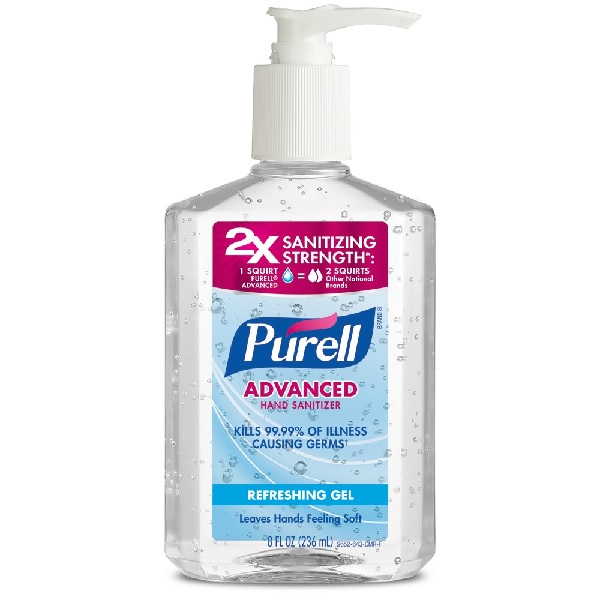 2X SANITIZING
STRENGTH**:
1 SQUIRT
PURELL®
ADVANCED
=
2 SQUIRTS
Other National
Brands
BRAND
Purell
ADVANCED
HAND SANITIZER
KILLS 99.99% OF ILLNESS
CAUSING GERMS†
REFRESHING GEL
Leaves Hands Feeling Soft
8 FL OZ (236 mL)